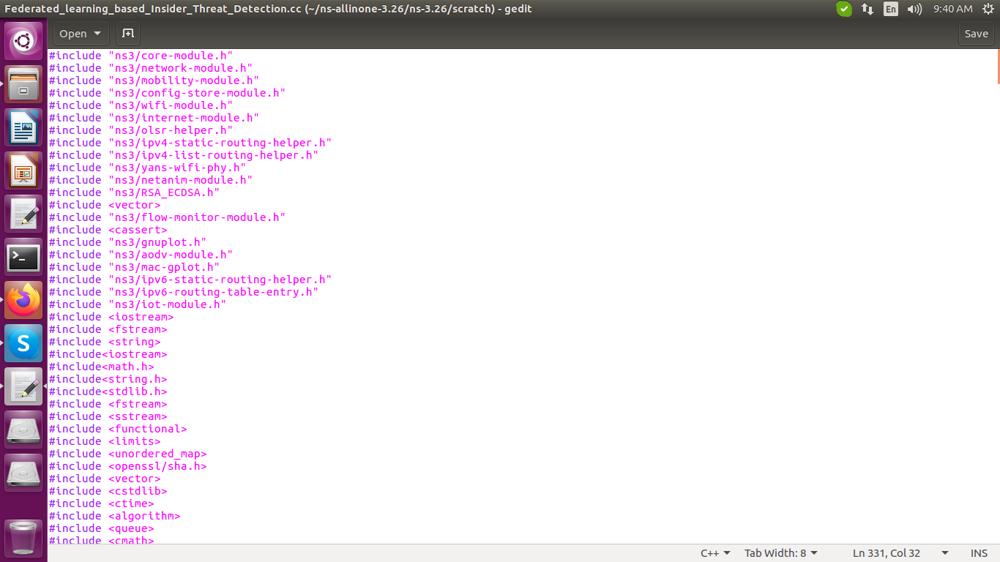 Federated_learning_based_Insider_Threat_Detection.cc (~/ns-allinone-3.26/ns-3.26/scratch) - gedit
En
9:40 AM
Open
Save
#include "ns3/core-module.h"
#include "ns3/network-module.h"
#include "ns3/mobility-module.h"
#include "ns3/config-store-module.h"
#include "ns3/wifi-module.h"
#include "ns3/internet-module.h"
#include "ns3/olsr-helper.h"
#include "ns3/ipv4-static-routing-helper.h"
#include "ns3/ipv4-list-routing-helper.h"
#include "ns3/yans-wifi-phy.h"
#include "ns3/netanim-module.h"
#include "ns3/RSA_ECDSA.h"
#include <vector>
#include "ns3/flow-monitor-module.h"
#include <cassert>
#include "ns3/gnuplot.h"
#include "ns3/aodv-module.h"
#include "ns3/mac-gplot.h"
#include "ns3/ipv6-static-routing-helper.h"
#include "ns3/ipv6-routing-table-entry.h"
#include "ns3/iot-module.h"
#include <iostream>
#include <fstream>
#include <string>
#include<iostream>
#include<math.h>
#include<string.h>
#include<stdlib.h>
#include <fstream>
#include <sstream>
#include <functional>
#include <limits>
#include <unordered_map>
#include <openssl/sha.h>
#include <vector>
#include <cstdlib>
#include <ctime>
#include <algorithm>
#include <queue>
#include <cmath>
C++
Tab Width: 8
Ln 331, Col 32
INS